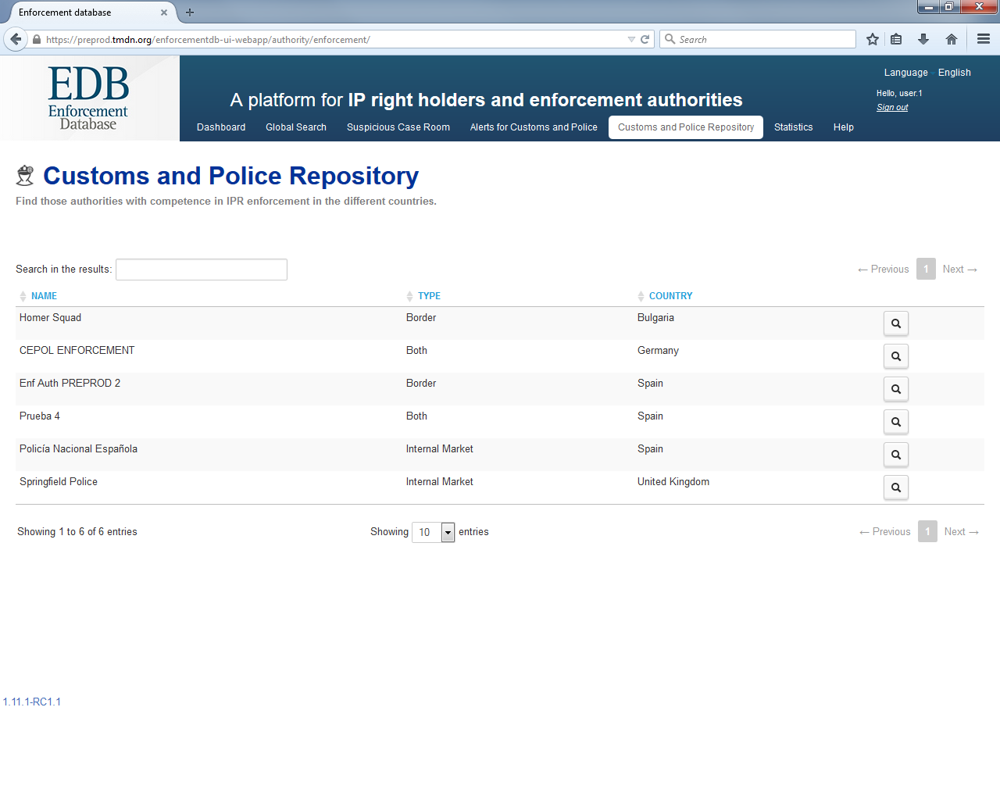 Enforcement database
https://preprod.tmdn.org/enforcementdb-ui-webapp/authority/enforcement/
Search
EDB
Enforcement
Database
Language English
Hello, user.1
Sign out
A platform for IP right holders and enforcement authorities
Dashboard Global Search Suspicious Case Room Alerts for Customs and Police Customs and Police Repository Statistics Help
Customs and Police Repository
Find those authorities with competence in IPR enforcement in the different countries.
Search in the results: ← Previous 1 Next →
NAME TYPE COUNTRY
Homer Squad Border Bulgaria
CEPOL ENFORCEMENT Both Germany
Enf Auth PREPROD 2 Border Spain
Prueba 4 Both Spain
Policía Nacional Española Internal Market Spain
Springfield Police Internal Market United Kingdom
Showing 1 to 6 of 6 entries Showing 10 entries ← Previous 1 Next →
1.11.1-RC1.1